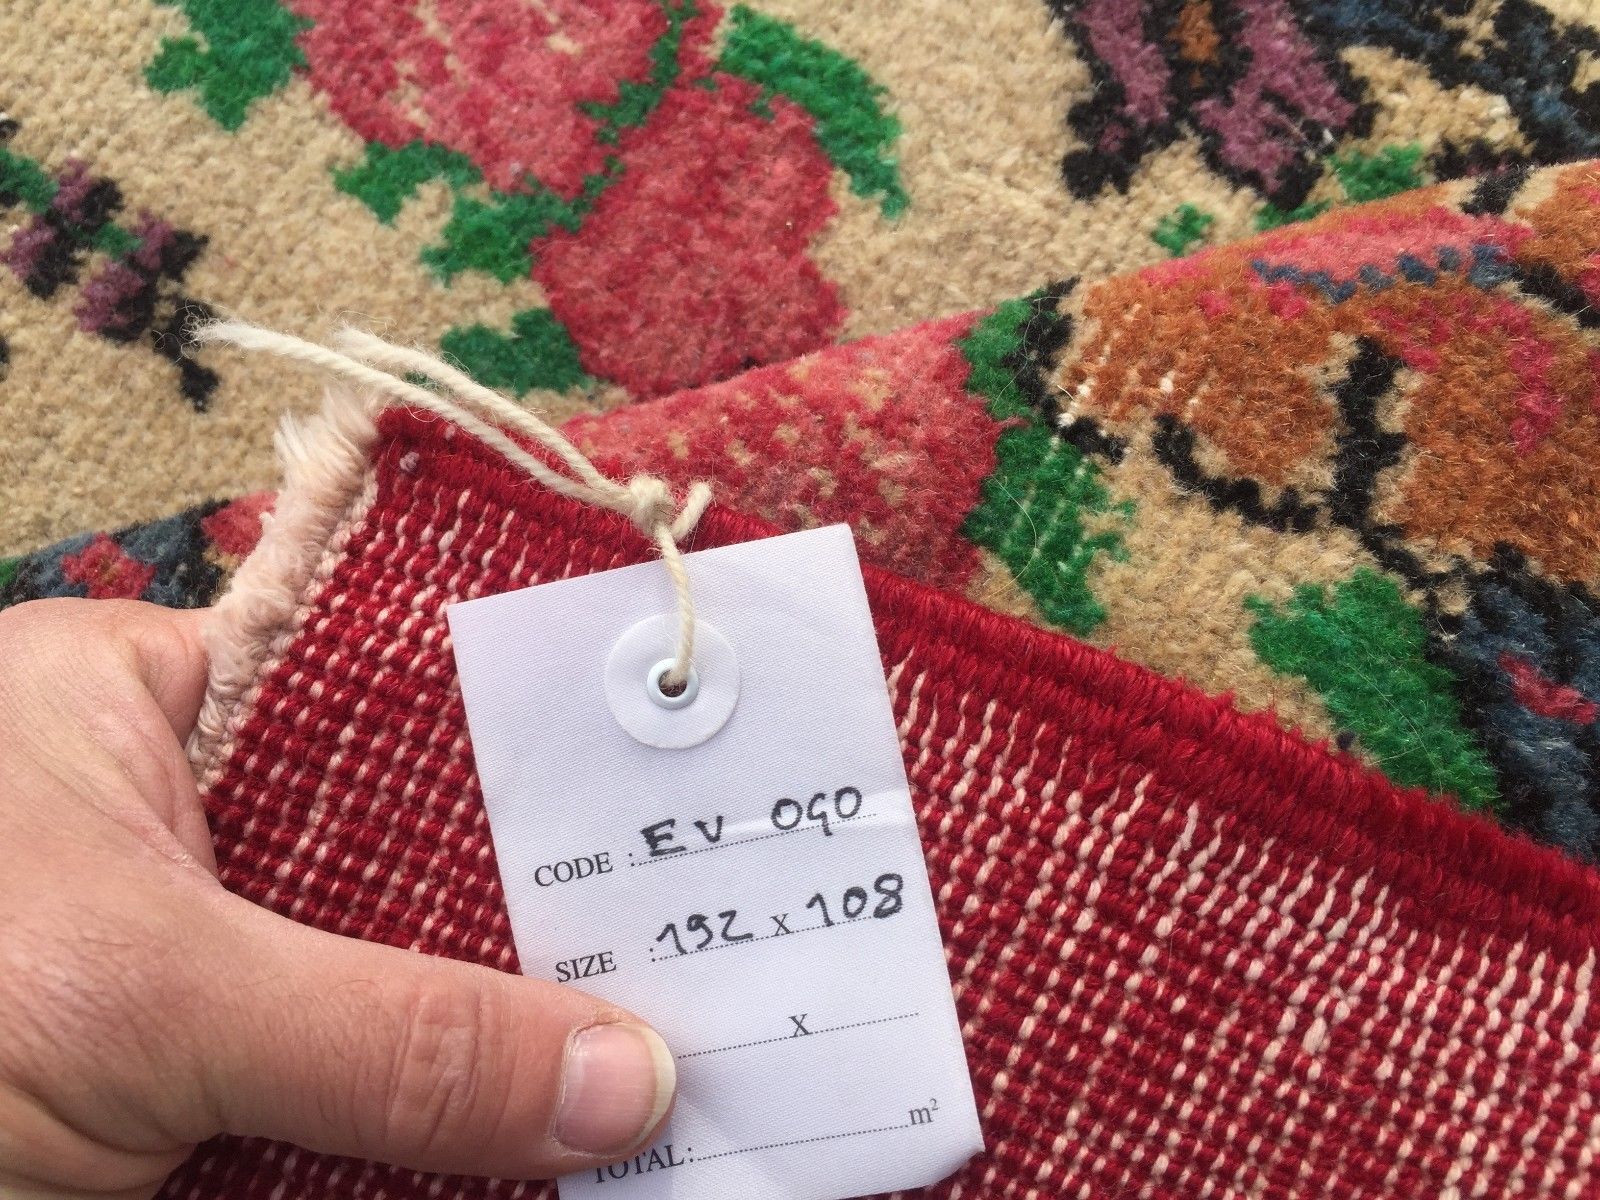 CODE : EV 090
SIZE : 192 x 108
x
m²
TOTAL :